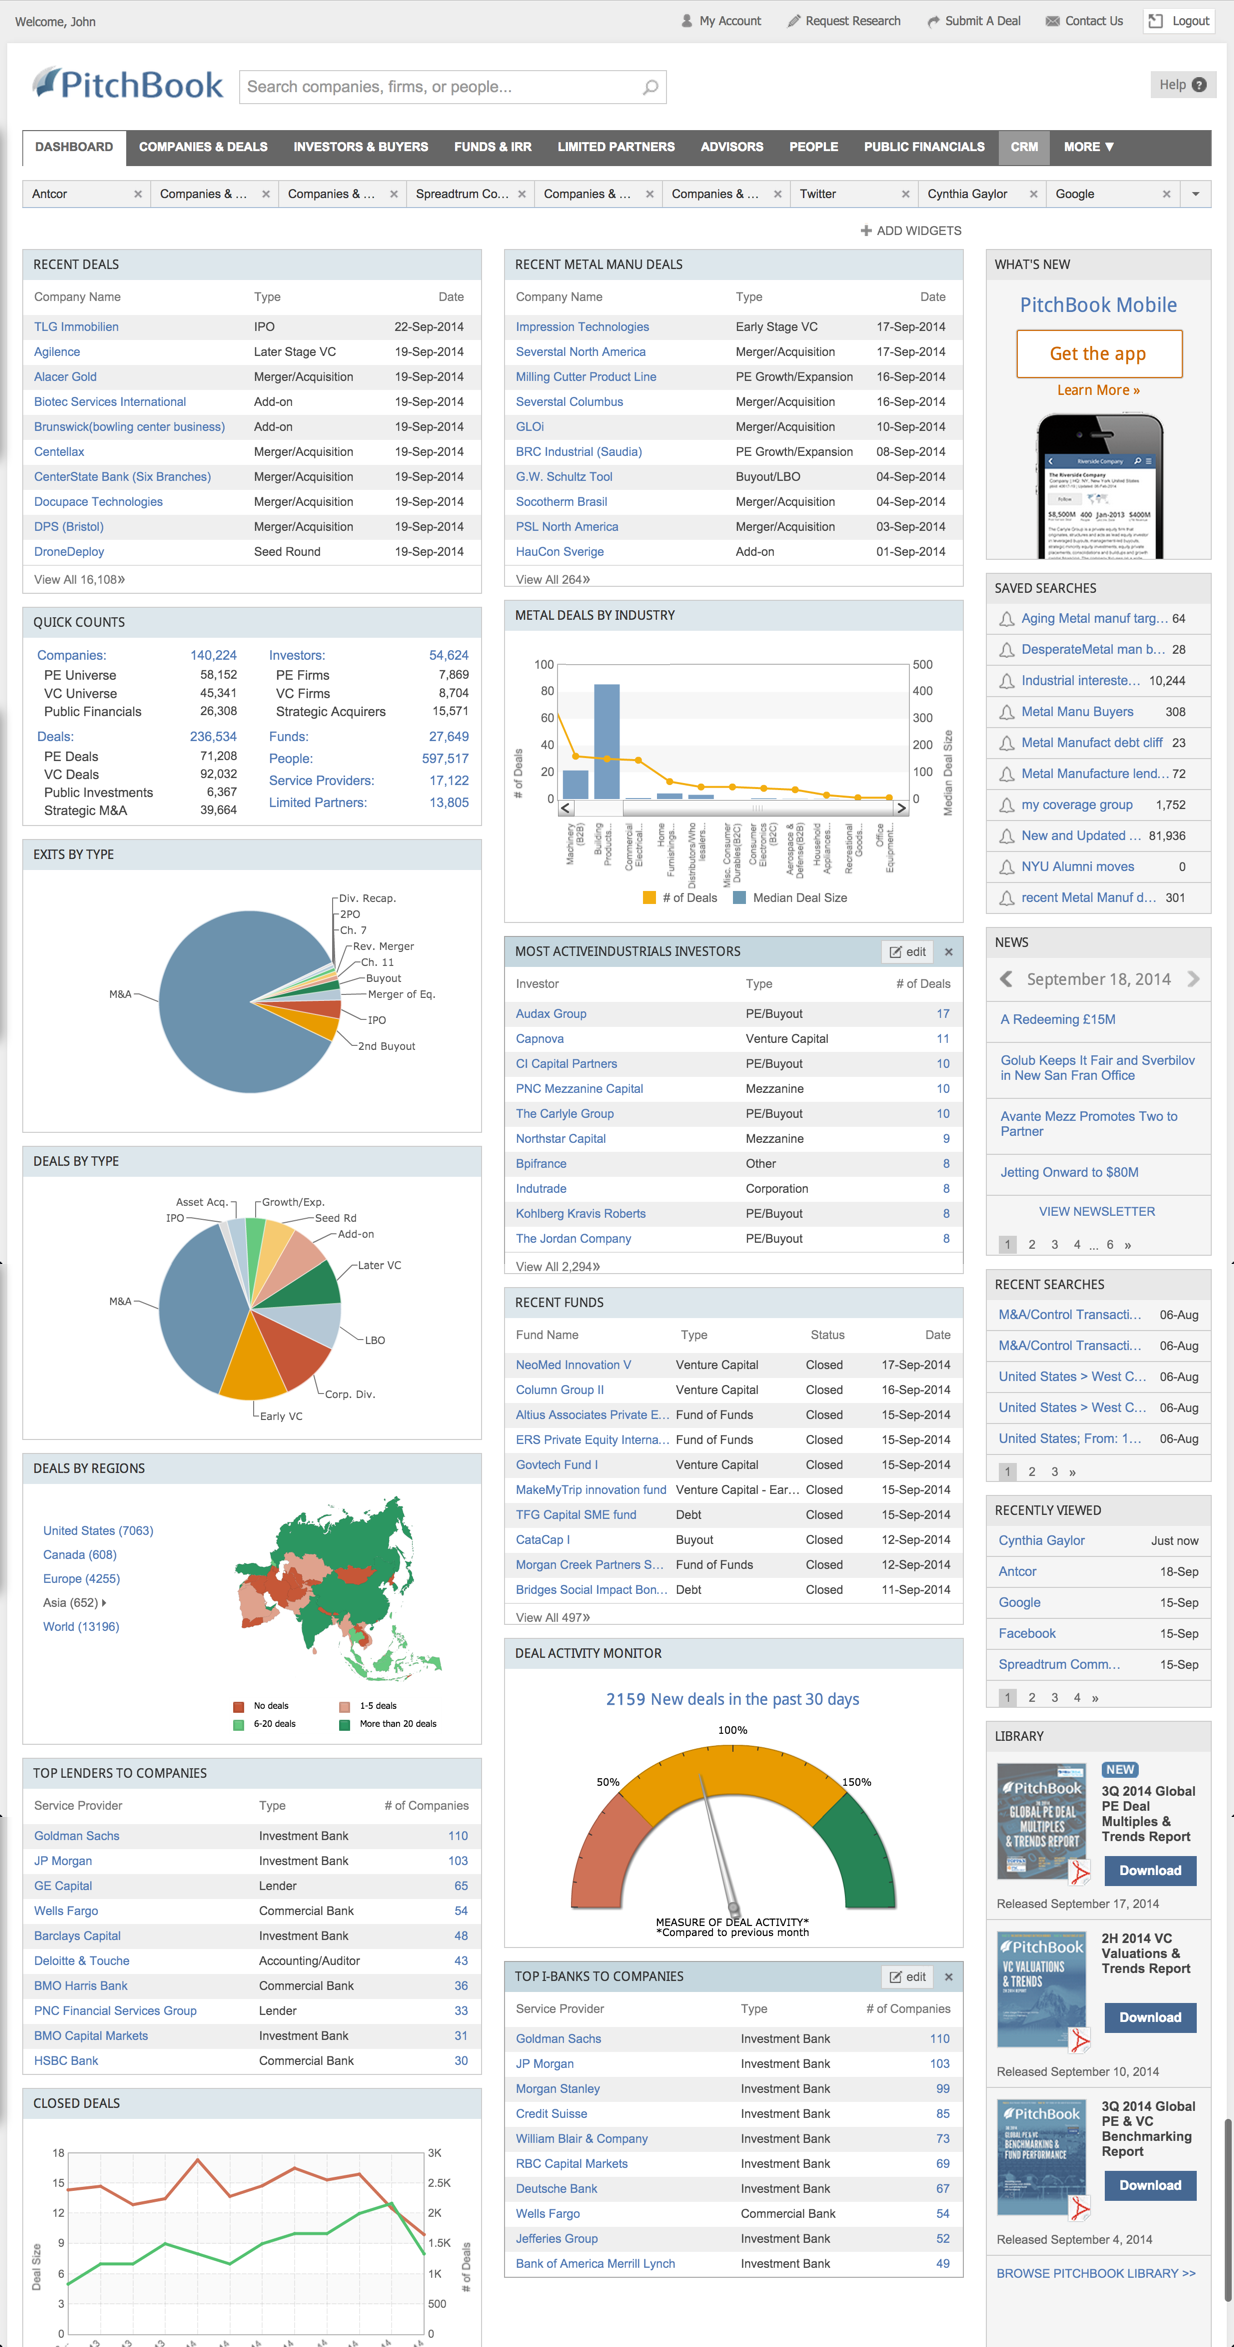 Welcome, John
My Account
Request Research
Submit A Deal
Contact Us
Logout
PitchBook
Search companies, firms, or people...
Help ?
DASHBOARD
COMPANIES & DEALS
INVESTORS & BUYERS
FUNDS & IRR
LIMITED PARTNERS
ADVISORS
PEOPLE
PUBLIC FINANCIALS
CRM
MORE ▼
Antcor ×
Companies & ... ×
Companies & ... ×
Spreadtrum Co... ×
Companies & ... ×
Companies & ... ×
Twitter ×
Cynthia Gaylor ×
Google ×
ADD WIDGETS
RECENT DEALS
Company Name Type Date
TLG Immobilien IPO 22-Sep-2014
Agilence Later Stage VC 19-Sep-2014
Alacer Gold Merger/Acquisition 19-Sep-2014
Biotec Services International Add-on 19-Sep-2014
Brunswick(bowling center business) Add-on 19-Sep-2014
Centellax Merger/Acquisition 19-Sep-2014
CenterState Bank (Six Branches) Merger/Acquisition 19-Sep-2014
Docupace Technologies Merger/Acquisition 19-Sep-2014
DPS (Bristol) Merger/Acquisition 19-Sep-2014
DroneDeploy Seed Round 19-Sep-2014
View All 16,108»
QUICK COUNTS
Companies: 140,224 Investors: 54,624
PE Universe 58,152 PE Firms 7,869
VC Universe 45,341 VC Firms 8,704
Public Financials 26,308 Strategic Acquirers 15,571
Deals: 236,534 Funds: 27,649
PE Deals 71,208 People: 597,517
VC Deals 92,032 Service Providers: 17,122
Public Investments 6,367 Limited Partners: 13,805
Strategic M&A 39,664
EXITS BY TYPE
Div. Recap.
2PO
Ch. 7
Rev. Merger
Ch. 11
Buyout
Merger of Eq.
M&A
IPO
2nd Buyout
DEALS BY TYPE
Asset Acq.
Growth/Exp.
IPO
Seed Rd
Add-on
Later VC
M&A
LBO
Corp. Div.
Early VC
DEALS BY REGIONS
United States (7063)
Canada (608)
Europe (4255)
Asia (652)
World (13196)
No deals
1-5 deals
6-20 deals
More than 20 deals
TOP LENDERS TO COMPANIES
Service Provider Type # of Companies
Goldman Sachs Investment Bank 110
JP Morgan Investment Bank 103
GE Capital Lender 65
Wells Fargo Commercial Bank 54
Barclays Capital Investment Bank 48
Deloitte & Touche Accounting/Auditor 43
BMO Harris Bank Commercial Bank 36
PNC Financial Services Group Lender 33
BMO Capital Markets Investment Bank 31
HSBC Bank Commercial Bank 30
CLOSED DEALS
18 3K
15 2.5K
12 2K
9 1.5K
6 1K
3 500
0 0
Deal Size
# of Deals
RECENT METAL MANU DEALS
Company Name Type Date
Impression Technologies Early Stage VC 17-Sep-2014
Severstal North America Merger/Acquisition 17-Sep-2014
Milling Cutter Product Line PE Growth/Expansion 16-Sep-2014
Severstal Columbus Merger/Acquisition 16-Sep-2014
GLOi Merger/Acquisition 10-Sep-2014
BRC Industrial (Saudia) PE Growth/Expansion 08-Sep-2014
G.W. Schultz Tool Buyout/LBO 04-Sep-2014
Socotherm Brasil Merger/Acquisition 04-Sep-2014
PSL North America Merger/Acquisition 03-Sep-2014
HauCon Sverige Add-on 01-Sep-2014
View All 264»
METAL DEALS BY INDUSTRY
100 500
80 400
60 300
40 200
20 100
0 0
# of Deals
Median Deal Size
Machinery (B2B)
Building Products...
Commercial Electrical...
Home Furnishings...
Distributors/Who lesalers...
Misc. Consumer Durables(B2C)
Consumer Electronics (B2C)
Aerospace & Defense(B2B)
Household Appliances...
Recreational Goods...
Office Equipment...
# of Deals
Median Deal Size
MOST ACTIVEINDUSTRIALS INVESTORS
edit ×
Investor Type # of Deals
Audax Group PE/Buyout 17
Capnova Venture Capital 11
CI Capital Partners PE/Buyout 10
PNC Mezzanine Capital Mezzanine 10
The Carlyle Group PE/Buyout 10
Northstar Capital Mezzanine 9
Bpifrance Other 8
Indutrade Corporation 8
Kohlberg Kravis Roberts PE/Buyout 8
The Jordan Company PE/Buyout 8
View All 2,294»
RECENT FUNDS
Fund Name Type Status Date
NeoMed Innovation V Venture Capital Closed 17-Sep-2014
Column Group II Venture Capital Closed 16-Sep-2014
Altius Associates Private E... Fund of Funds Closed 15-Sep-2014
ERS Private Equity Interna... Fund of Funds Closed 15-Sep-2014
Govtech Fund I Venture Capital Closed 15-Sep-2014
MakeMyTrip innovation fund Venture Capital - Ear... Closed 15-Sep-2014
TFG Capital SME fund Debt Closed 15-Sep-2014
CataCap I Buyout Closed 12-Sep-2014
Morgan Creek Partners S... Fund of Funds Closed 12-Sep-2014
Bridges Social Impact Bon... Debt Closed 11-Sep-2014
View All 497»
DEAL ACTIVITY MONITOR
2159 New deals in the past 30 days
100%
50%
150%
MEASURE OF DEAL ACTIVITY*
*Compared to previous month
TOP I-BANKS TO COMPANIES
edit ×
Service Provider Type # of Companies
Goldman Sachs Investment Bank 110
JP Morgan Investment Bank 103
Morgan Stanley Investment Bank 99
Credit Suisse Investment Bank 85
William Blair & Company Investment Bank 73
RBC Capital Markets Investment Bank 69
Deutsche Bank Investment Bank 67
Wells Fargo Commercial Bank 54
Jefferies Group Investment Bank 52
Bank of America Merrill Lynch Investment Bank 49
WHAT'S NEW
PitchBook Mobile
Get the app
Learn More »
Riverside Company
The Riverside Company
Follow
$8,500M 400 Jan-2013 $400M
SAVED SEARCHES
Aging Metal manuf targ... 64
DesperateMetal man b... 28
Industrial intereste... 10,244
Metal Manu Buyers 308
Metal Manufact debt cliff 23
Metal Manufacture lend... 72
my coverage group 1,752
New and Updated ... 81,936
NYU Alumni moves 0
recent Metal Manuf d... 301
NEWS
September 18, 2014
A Redeeming £15M
Golub Keeps It Fair and Sverbilov
in New San Fran Office
Avante Mezz Promotes Two to
Partner
Jetting Onward to $80M
VIEW NEWSLETTER
1 2 3 4 ... 6 »
RECENT SEARCHES
M&A/Control Transacti... 06-Aug
M&A/Control Transacti... 06-Aug
United States > West C... 06-Aug
United States > West C... 06-Aug
United States; From: 1... 06-Aug
1 2 3 »
RECENTLY VIEWED
Cynthia Gaylor Just now
Antcor 18-Sep
Google 15-Sep
Facebook 15-Sep
Spreadtrum Comm... 15-Sep
1 2 3 4 »
LIBRARY
PitchBook
GLOBAL PE DEAL
MULTIPLES
& TRENDS REPORT
NEW
3Q 2014 Global
PE Deal
Multiples &
Trends Report
Download
Released September 17, 2014
PitchBook
VC VALUATIONS
& TRENDS
2H 2014 VC
Valuations &
Trends Report
Download
Released September 10, 2014
PitchBook
GLOBAL PE & VC
BENCHMARKING &
FUND PERFORMANCE
3Q 2014 Global
PE & VC
Benchmarking
Report
Download
Released September 4, 2014
BROWSE PITCHBOOK LIBRARY >>